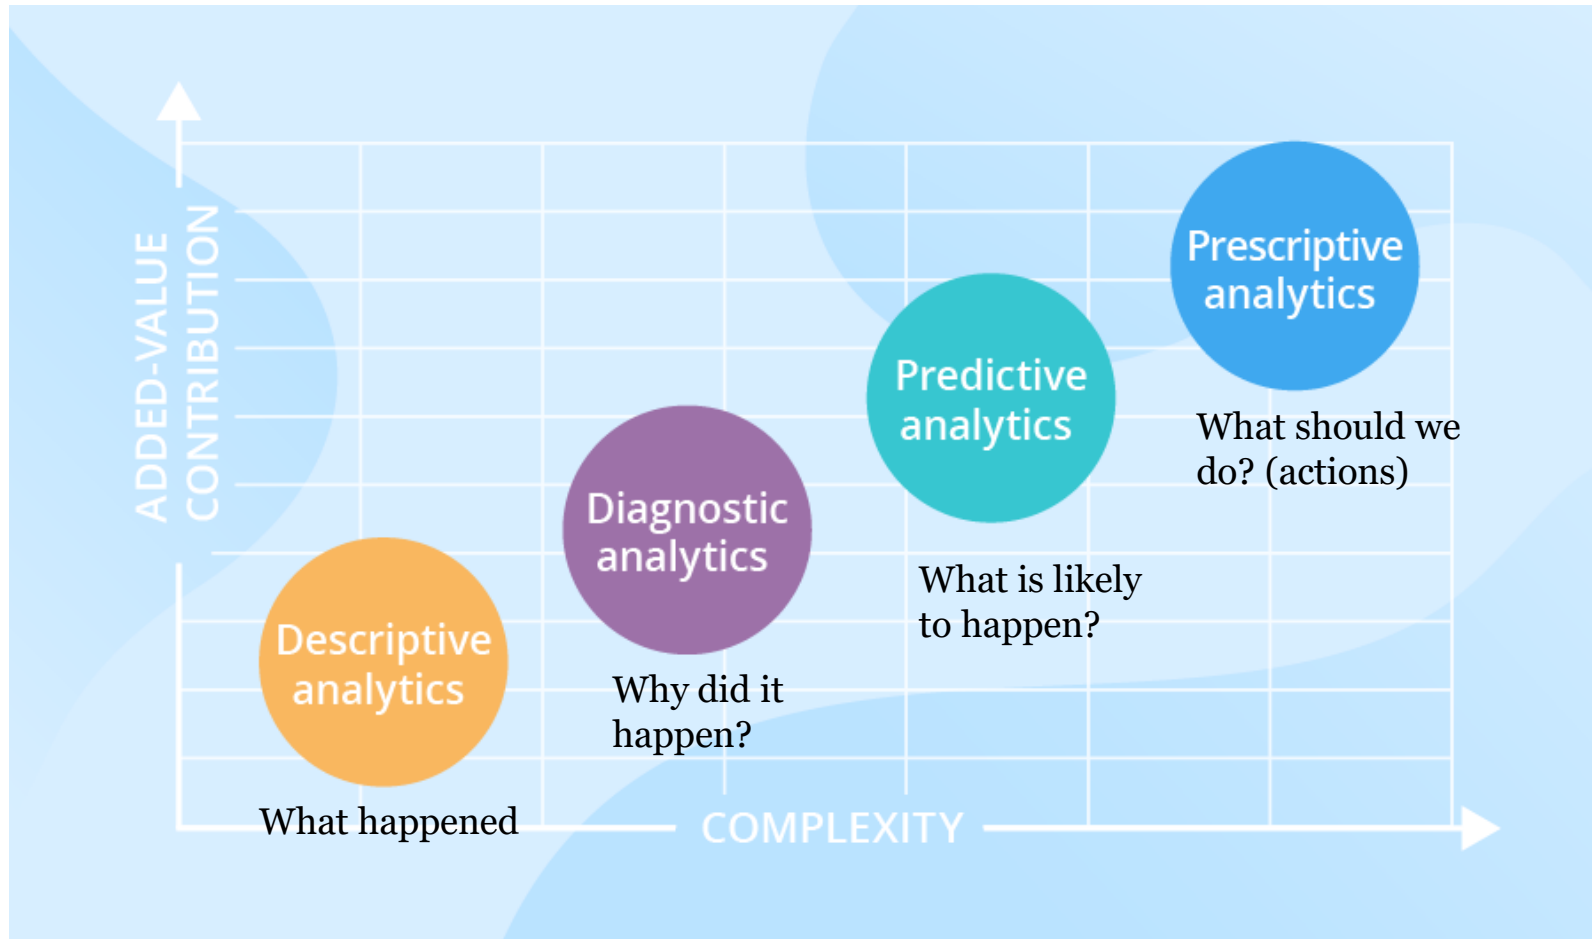 ADDED-VALUE
CONTRIBUTION
Descriptive
analytics
What happened
Diagnostic
analytics
Why did it
happen?
Predictive
analytics
What is likely
to happen?
Prescriptive
analytics
What should we
do? (actions)
COMPLEXITY